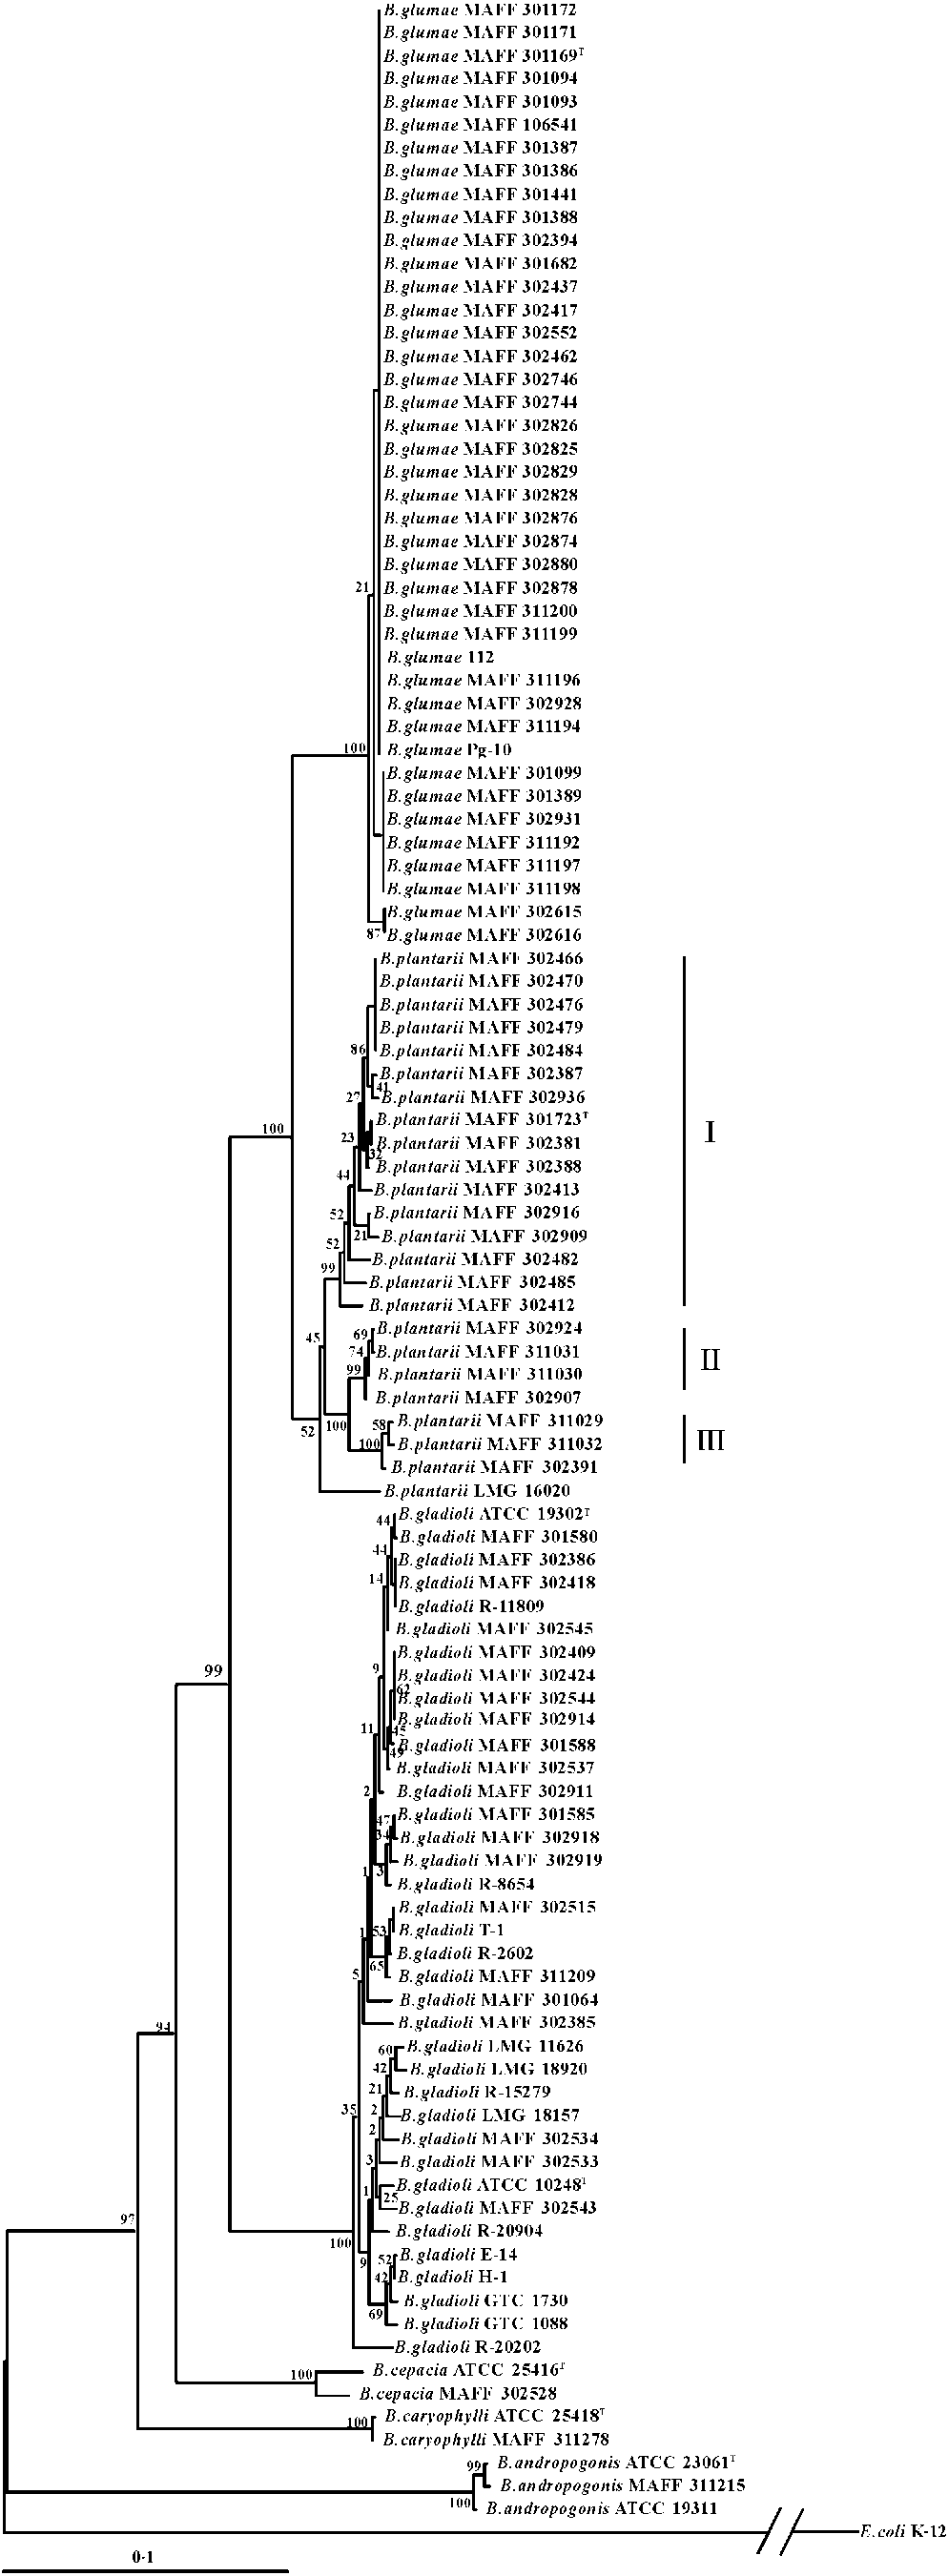 B.glumae MAFF 301172
B.glumae MAFF 301171
B.glumae MAFF 301169T
B.glumae MAFF 301094
B.glumae MAFF 301093
B.glumae MAFF 106541
B.glumae MAFF 301387
B.glumae MAFF 301386
B.glumae MAFF 301441
B.glumae MAFF 301388
B.glumae MAFF 302394
B.glumae MAFF 301682
B.glumae MAFF 302437
B.glumae MAFF 302417
B.glumae MAFF 302552
B.glumae MAFF 302462
B.glumae MAFF 302746
B.glumae MAFF 302744
B.glumae MAFF 302826
B.glumae MAFF 302825
B.glumae MAFF 302829
B.glumae MAFF 302828
B.glumae MAFF 302876
B.glumae MAFF 302874
B.glumae MAFF 302880
21 B.glumae MAFF 302878
B.glumae MAFF 311200
B.glumae MAFF 311199
B.glumae 112
B.glumae MAFF 311196
B.glumae MAFF 302928
B.glumae MAFF 311194
100 B.glumae Pg-10
B.glumae MAFF 301099
B.glumae MAFF 301389
B.glumae MAFF 302931
B.glumae MAFF 311192
B.glumae MAFF 311197
B.glumae MAFF 311198
B.glumae MAFF 302615
87 B.glumae MAFF 302616
B.plantarii MAFF 302466
B.plantarii MAFF 302470
B.plantarii MAFF 302476
B.plantarii MAFF 302479
86 B.plantarii MAFF 302484
B.plantarii MAFF 302387
41
27 B.plantarii MAFF 302936
B.plantarii MAFF 301723T
I
100 23 B.plantarii MAFF 302381
32
B.plantarii MAFF 302388
44 B.plantarii MAFF 302413
52 B.plantarii MAFF 302916
21 B.plantarii MAFF 302909
52 B.plantarii MAFF 302482
99 B.plantarii MAFF 302485
B.plantarii MAFF 302412
45 69 B.plantarii MAFF 302924
74 B.plantarii MAFF 311031
II
99 B.plantarii MAFF 311030
B.plantarii MAFF 302907
52 100 58 B.plantarii MAFF 311029
100 B.plantarii MAFF 311032
III
B.plantarii MAFF 302391
B.plantarii LMG 16020
44 B.gladioli ATCC 19302T
B.gladioli MAFF 301580
44 B.gladioli MAFF 302386
14 B.gladioli MAFF 302418
B.gladioli R-11809
B.gladioli MAFF 302545
B.gladioli MAFF 302409
99 9 B.gladioli MAFF 302424
62
B.gladioli MAFF 302544
B.gladioli MAFF 302914
11 45
B.gladioli MAFF 301588
49
B.gladioli MAFF 302537
2 B.gladioli MAFF 302911
47 B.gladioli MAFF 301585
34 B.gladioli MAFF 302918
B.gladioli MAFF 302919
1 3 B.gladioli R-8654
B.gladioli MAFF 302515
1 53 B.gladioli T-1
B.gladioli R-2602
5 65 B.gladioli MAFF 311209
B.gladioli MAFF 301064
94 B.gladioli MAFF 302385
60 B.gladioli LMG 11626
42 B.gladioli LMG 18920
21 B.gladioli R-15279
35 2 B.gladioli LMG 18157
2 B.gladioli MAFF 302534
3 B.gladioli MAFF 302533
1 B.gladioli ATCC 10248T
25 B.gladioli MAFF 302543
97 100 B.gladioli R-20904
9 52 B.gladioli E-14
42 B.gladioli H-1
B.gladioli GTC 1730
69 B.gladioli GTC 1088
B.gladioli R-20202
100 B.cepacia ATCC 25416T
B.cepacia MAFF 302528
100 B.caryophylli ATCC 25418T
B.caryophylli MAFF 311278
99 B.andropogonis ATCC 23061T
B.andropogonis MAFF 311215
100 B.andropogonis ATCC 19311
E.coli K-12
0-1